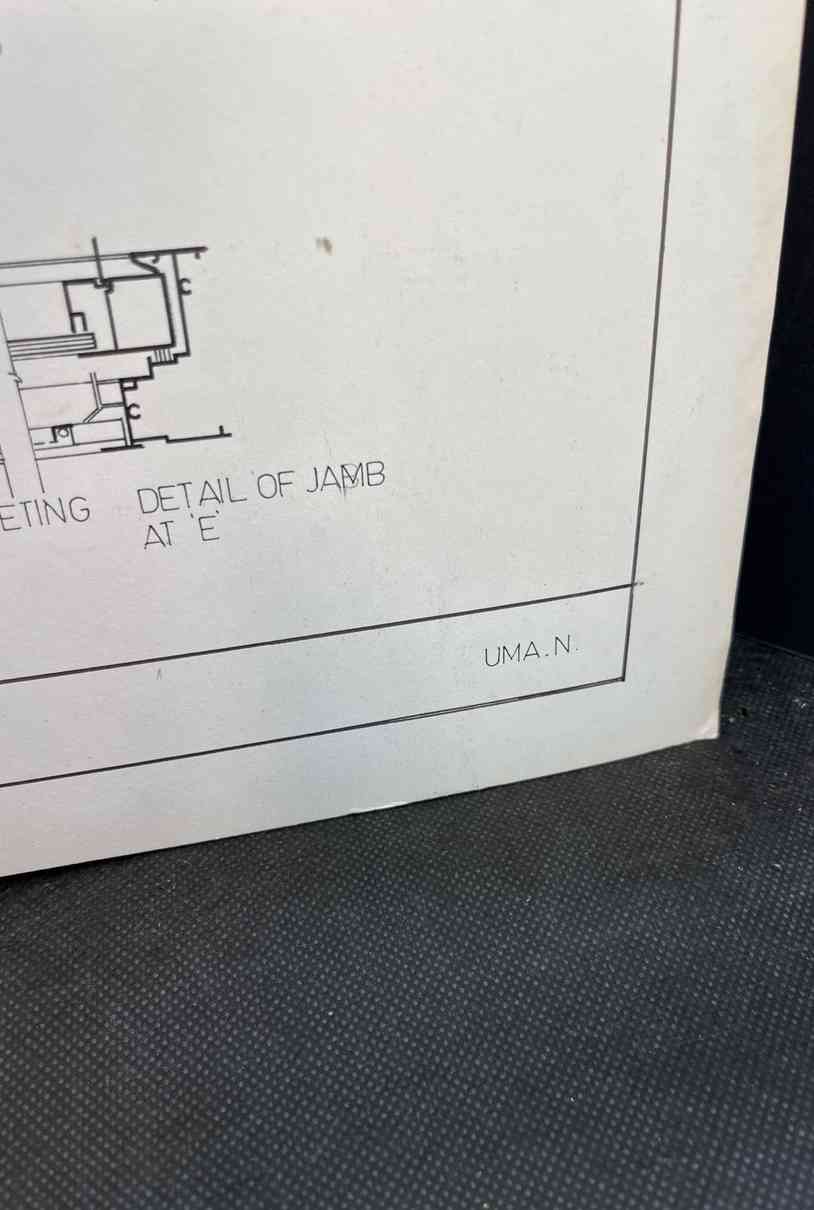 ETING
DETAIL OF JAMB
AT 'E'
UMA.N.